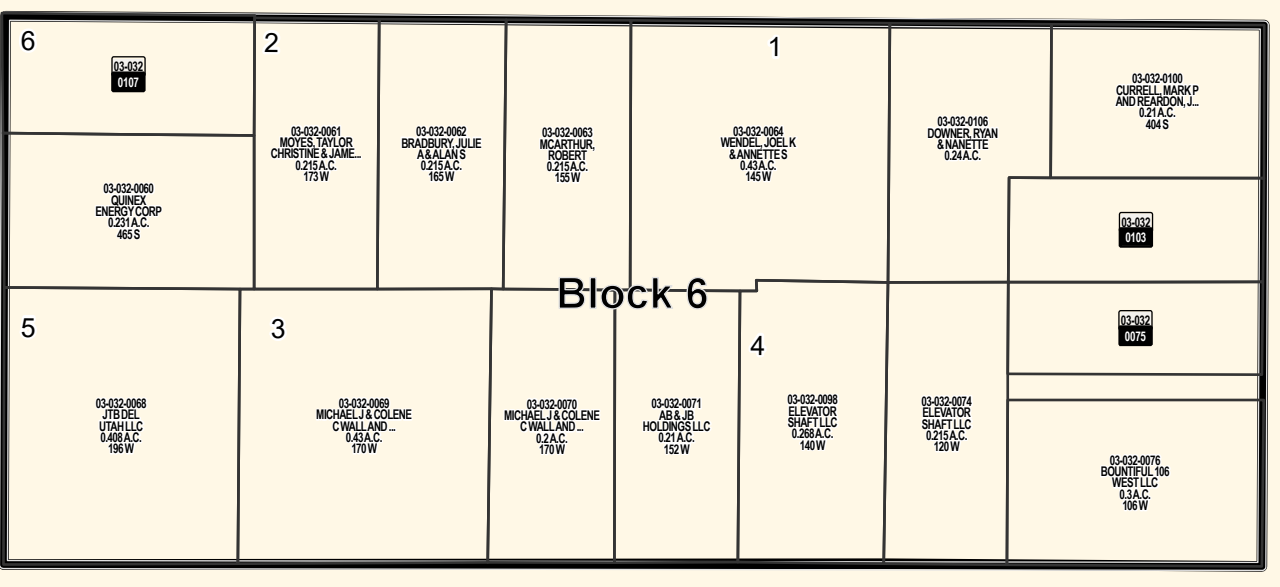 6
03-032
0107
2
1
03-032-0061
MOYES, TAYLOR
CHRISTINE & JAME...
0.215 A.C.
173 W
03-032-0062
BRADBURY, JULIE
A & ALAN S
0.215 A.C.
165 W
03-032-0063
MCARTHUR,
ROBERT
0.215 A.C.
155 W
03-032-0064
WENDEL, JOEL K
& ANNETTE S
0.43 A.C.
145 W
03-032-0106
DOWNER, RYAN
& NANETTE
0.24 A.C.
03-032-0100
CURRELL, MARK P
AND REARDON, J...
0.21 A.C.
404 S
03-032-0060
QUINEX
ENERGY CORP
0.231 A.C.
465 S
03-032
0103
Block 6
5
3
4
03-032
0075
03-032-0068
JTB DEL
UTAH LLC
0.408 A.C.
196 W
03-032-0069
MICHAEL J & COLENE
C WALL AND ...
0.43 A.C.
170 W
03-032-0070
MICHAEL J & COLENE
C WALL AND ...
0.2 A.C.
170 W
03-032-0071
AB & JB
HOLDINGS LLC
0.21 A.C.
152 W
03-032-0098
ELEVATOR
SHAFT LLC
0.268 A.C.
140 W
03-032-0074
ELEVATOR
SHAFT LLC
0.215 A.C.
120 W
03-032-0076
BOUNTIFUL 106
WEST LLC
0.3 A.C.
106 W